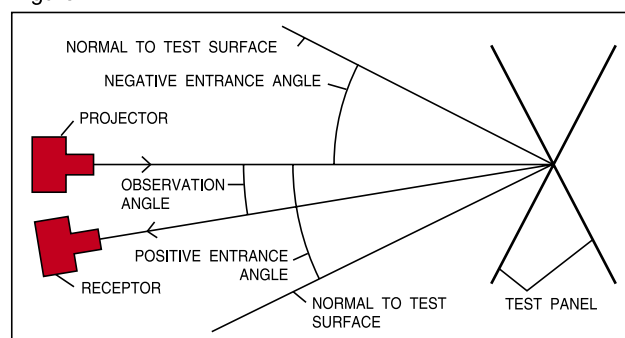 NORMAL TO TEST SURFACE
NEGATIVE ENTRANCE ANGLE
PROJECTOR
OBSERVATION
ANGLE
POSITIVE ENTRANCE
ANGLE
RECEPTOR
NORMAL TO TEST
SURFACE
TEST PANEL